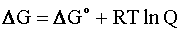 ΔG = ΔG° + RT ln Q